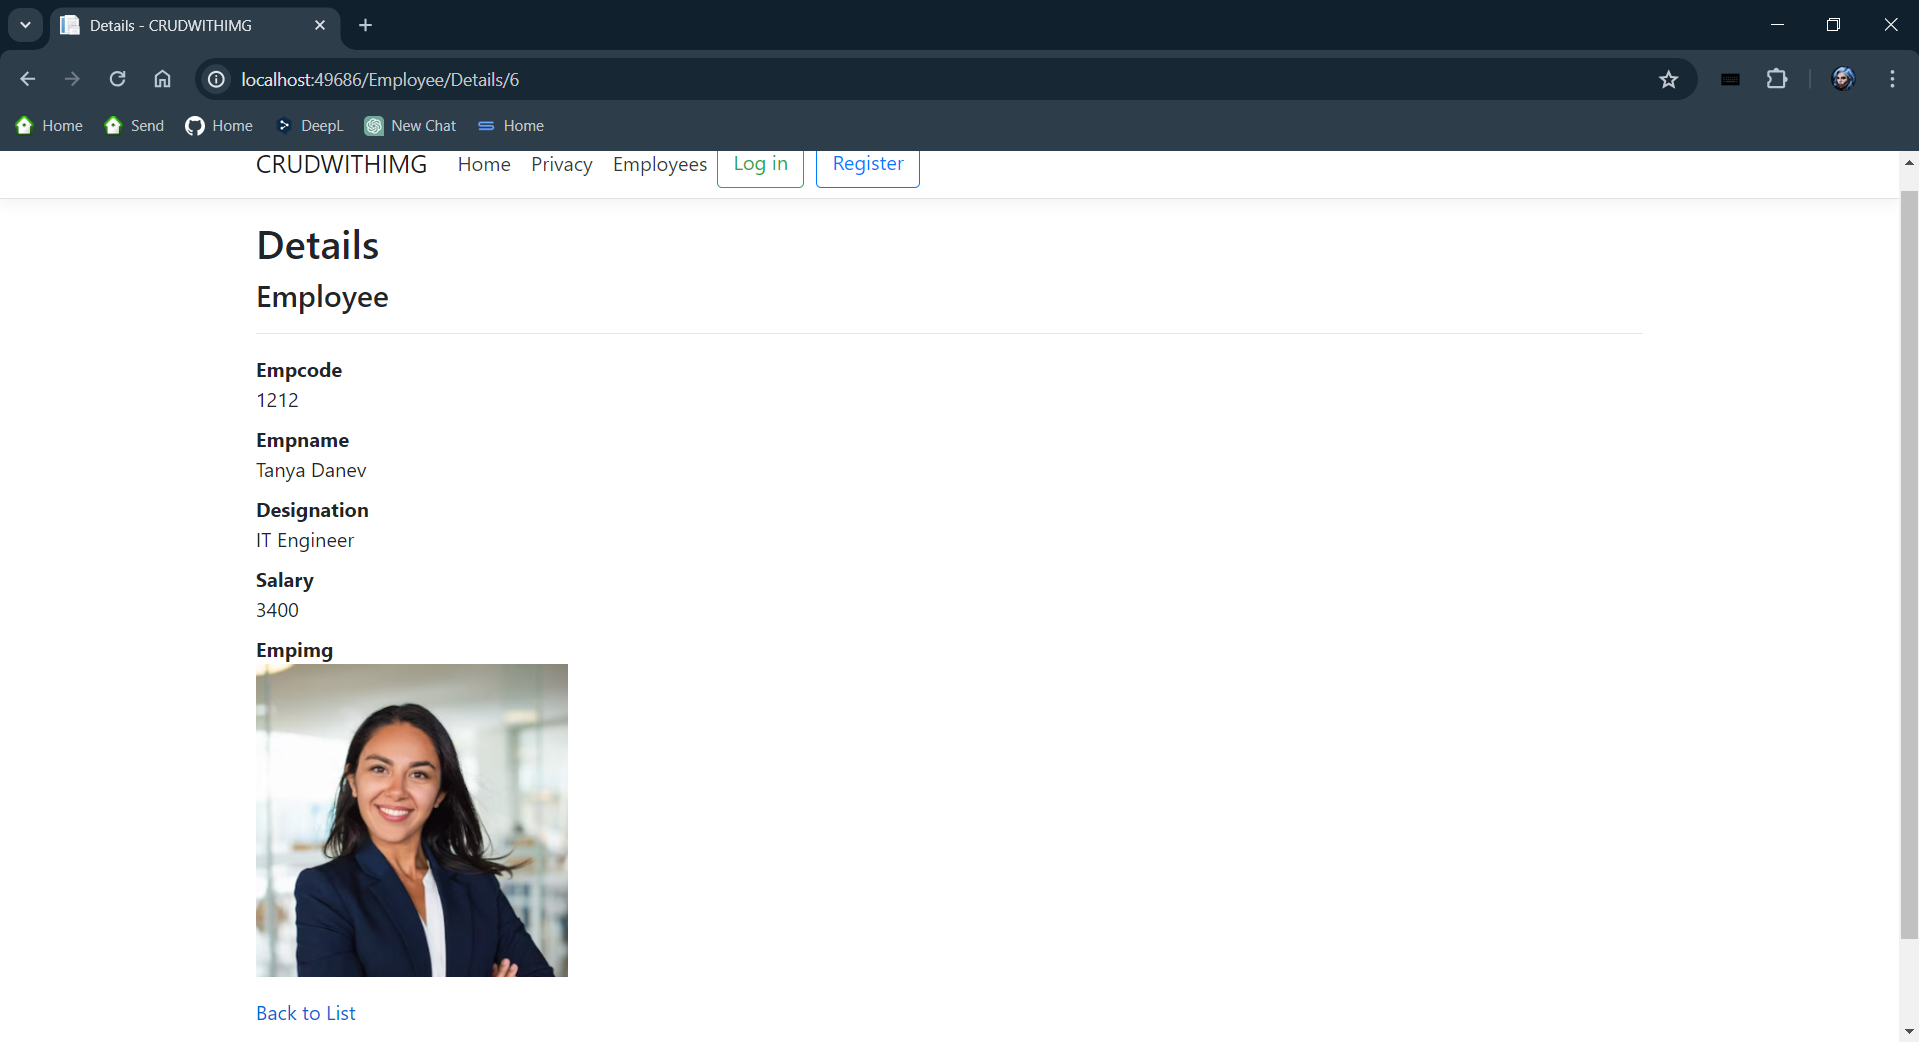 Details - CRUDWITHIMG
localhost:49686/Employee/Details/6
Home Send Home DeepL New Chat Home
CRUDWITHIMG Home Privacy Employees Log in Register
Details
Employee
Empcode
1212
Empname
Tanya Danev
Designation
IT Engineer
Salary
3400
Empimg
Back to List